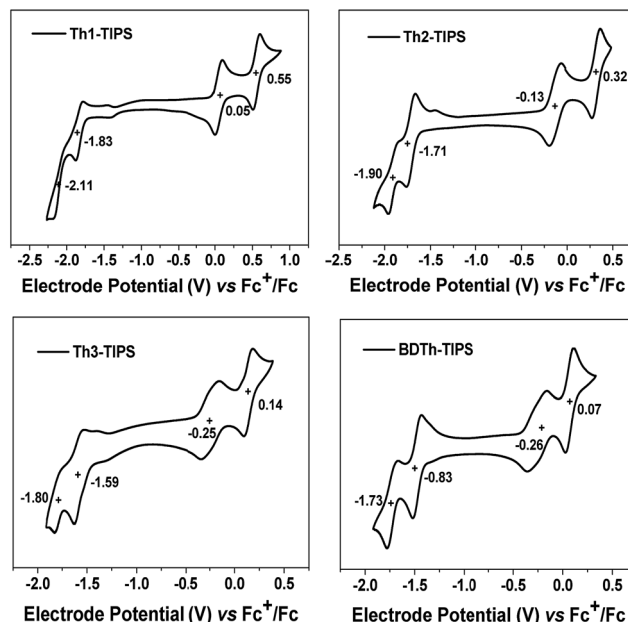 Th1-TIPS
0.55
0.05
-1.83
-2.11
-2.5 -2.0 -1.5 -1.0 -0.5 0.0 0.5 1.0
Electrode Potential (V) vs Fc+/Fc
Th2-TIPS
-0.13
0.32
-1.71
-1.90
-2.5 -2.0 -1.5 -1.0 -0.5 0.0 0.5
Electrode Potential (V) vs Fc+/Fc
Th3-TIPS
0.14
-0.25
-1.59
-1.80
-2.0 -1.5 -1.0 -0.5 0.0 0.5
Electrode Potential (V) vs Fc+/Fc
BDTh-TIPS
0.07
-0.26
-0.83
-1.73
-2.0 -1.5 -1.0 -0.5 0.0 0.5
Electrode Potential (V) vs Fc+/Fc